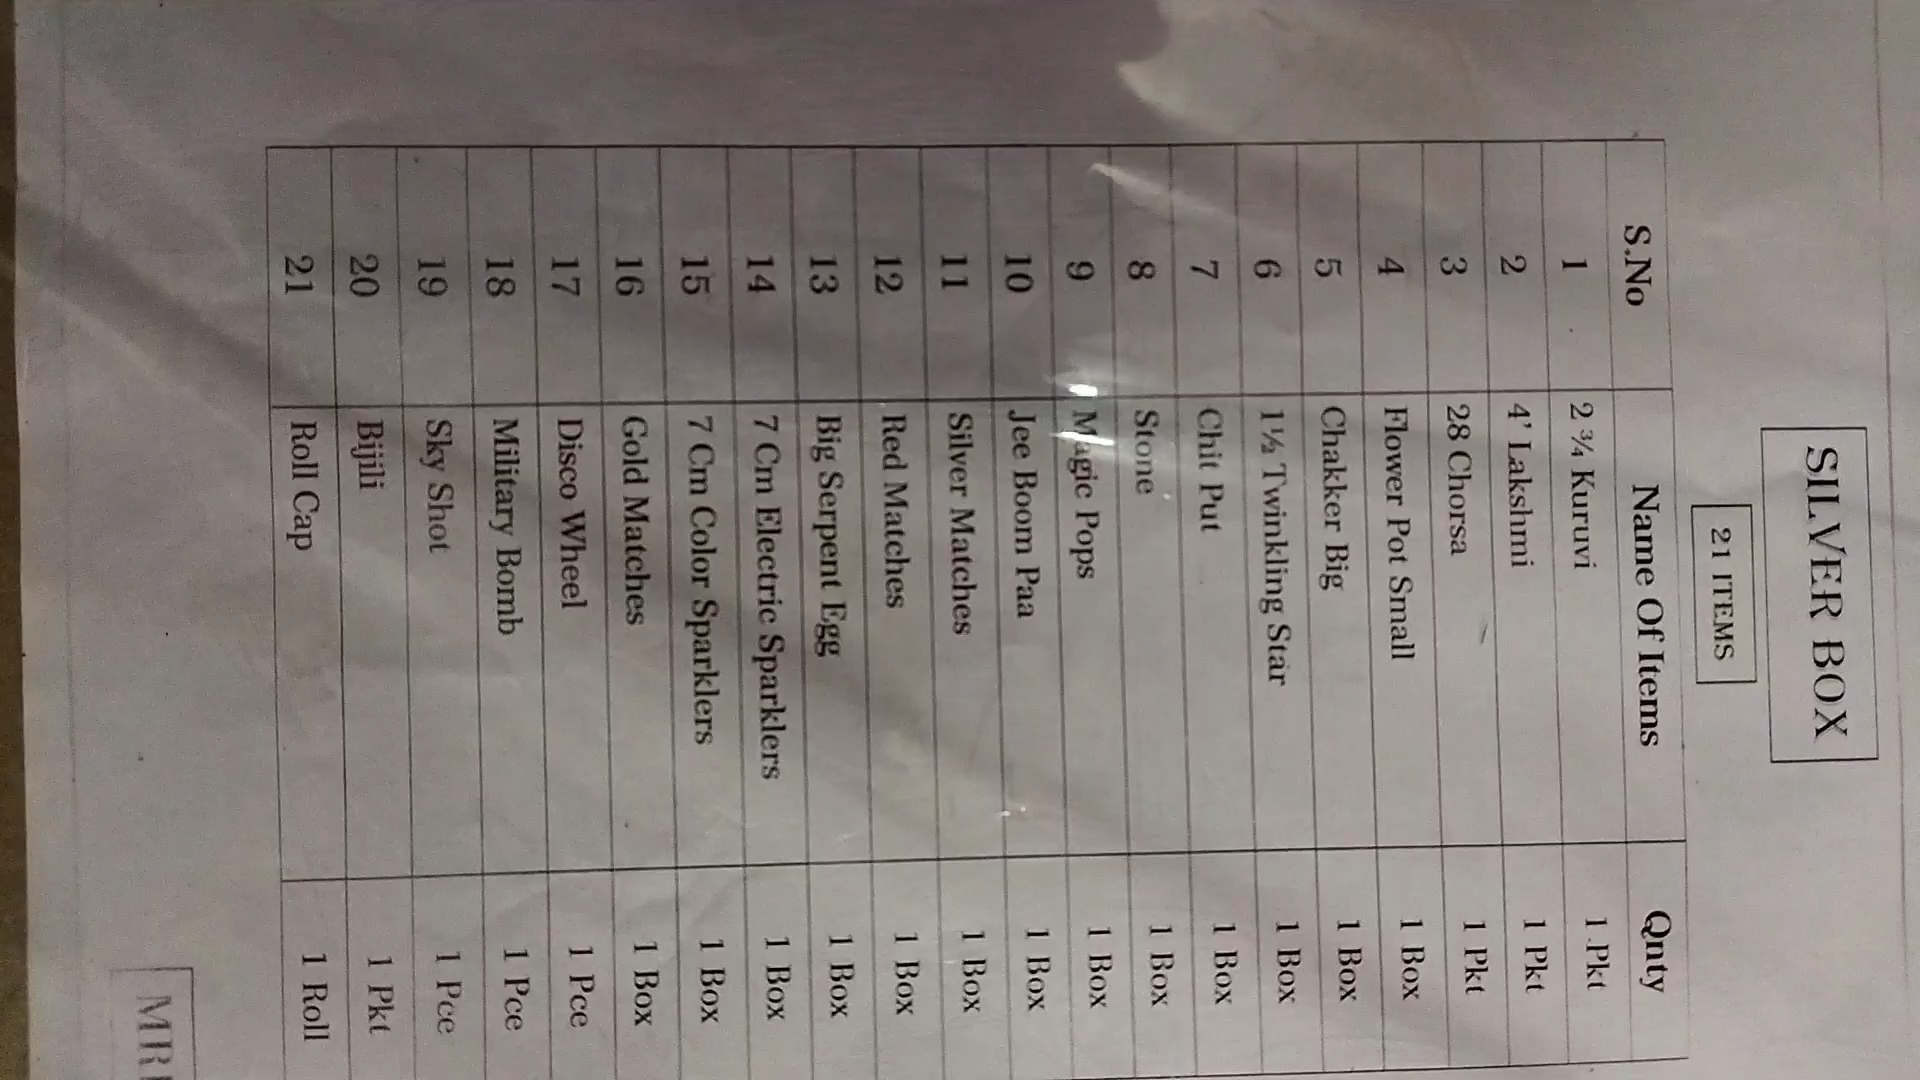 SILVER BOX
21 ITEMS
S.No Name Of Items Qnty
1 2 ¾ Kuruvi 1 Pkt
2 4' Lakshmi 1 Pkt
3 28 Chorsa 1 Pkt
4 Flower Pot Small 1 Box
5 Chakker Big 1 Box
6 1½ Twinkling Star 1 Box
7 Chit Put 1 Box
8 Stone 1 Box
9 Magic Pops 1 Box
10 Jee Boom Paa 1 Box
11 Silver Matches 1 Box
12 Red Matches 1 Box
13 Big Serpent Egg 1 Box
14 7 Cm Electric Sparklers 1 Box
15 7 Cm Color Sparklers 1 Box
16 Gold Matches 1 Box
17 Disco Wheel 1 Pce
18 Military Bomb 1 Pce
19 Sky Shot 1 Pce
20 Bijili 1 Pkt
21 Roll Cap 1 Roll